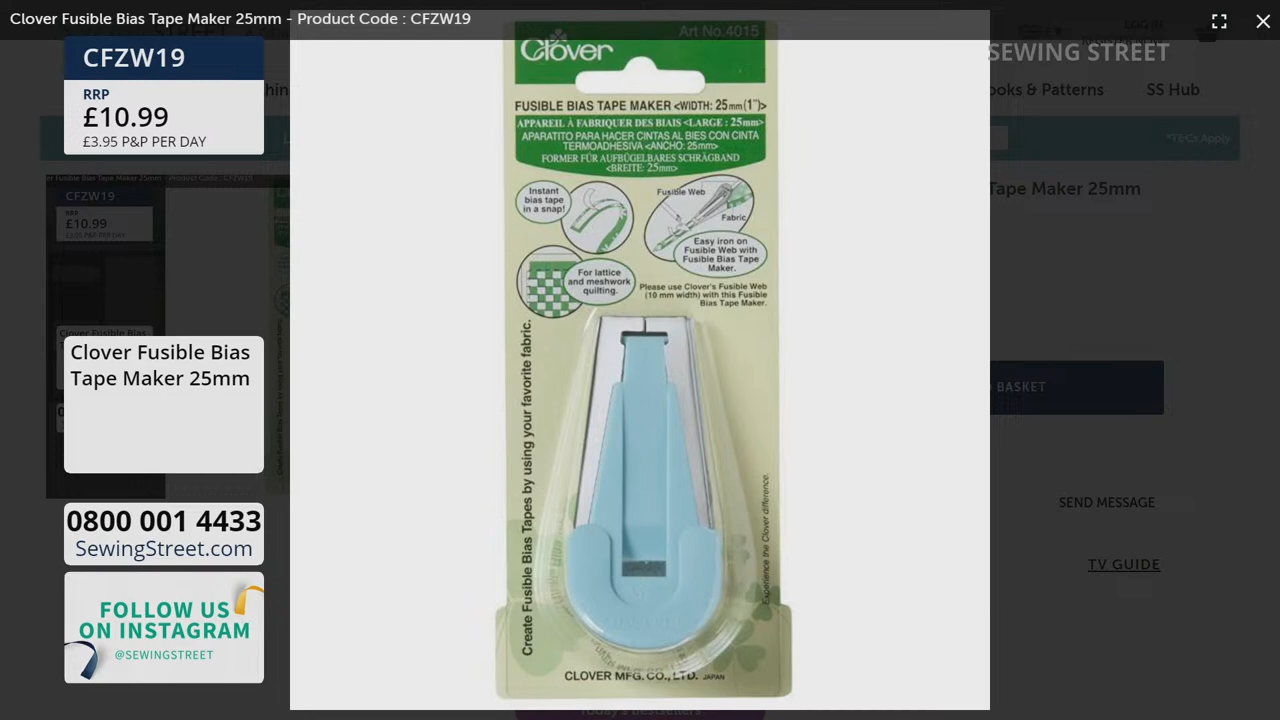 Clover Fusible Bias Tape Maker 25mm - Product Code : CFZW19
CFZW19
RRP
£10.99
£3.95 P&P PER DAY
Clover Fusible Bias
Tape Maker 25mm
0800 001 4433
SewingStreet.com
FOLLOW US
ON INSTAGRAM
@SEWINGSTREET
Art No.4015
Clover
FUSIBLE BIAS TAPE MAKER <WIDTH: 25mm(1")>
APPAREIL À FABRIQUER DES BIAIS <LARGE : 25mm>
APARATITO PARA HACER CINTAS AL BIES CON CINTA
TERMOADHESIVA <ANCHO: 25mm>
FORMER FÜR AUFBÜGELBARES SCHRÄGBAND
<BREITE: 25mm>
Instant
bias tape
in a snap!
Fusible Web
Fabric
Easy iron on
Fusible Web with
Fusible Bias Tape
Maker.
For lattice
and meshwork
quilting.
Please use Clover's Fusible Web
(10 mm width) with this Fusible
Bias Tape Maker.
Create Fusible Bias Tapes by using your favorite fabric.
Experience the Clover difference.
CLOVER MFG.CO.,LTD. JAPAN
LOG IN
SEWING STREET
ooks & Patterns
SS Hub
*T&Cs Apply
Tape Maker 25mm
BASKET
SEND MESSAGE
TV GUIDE
Today's Bestsellers